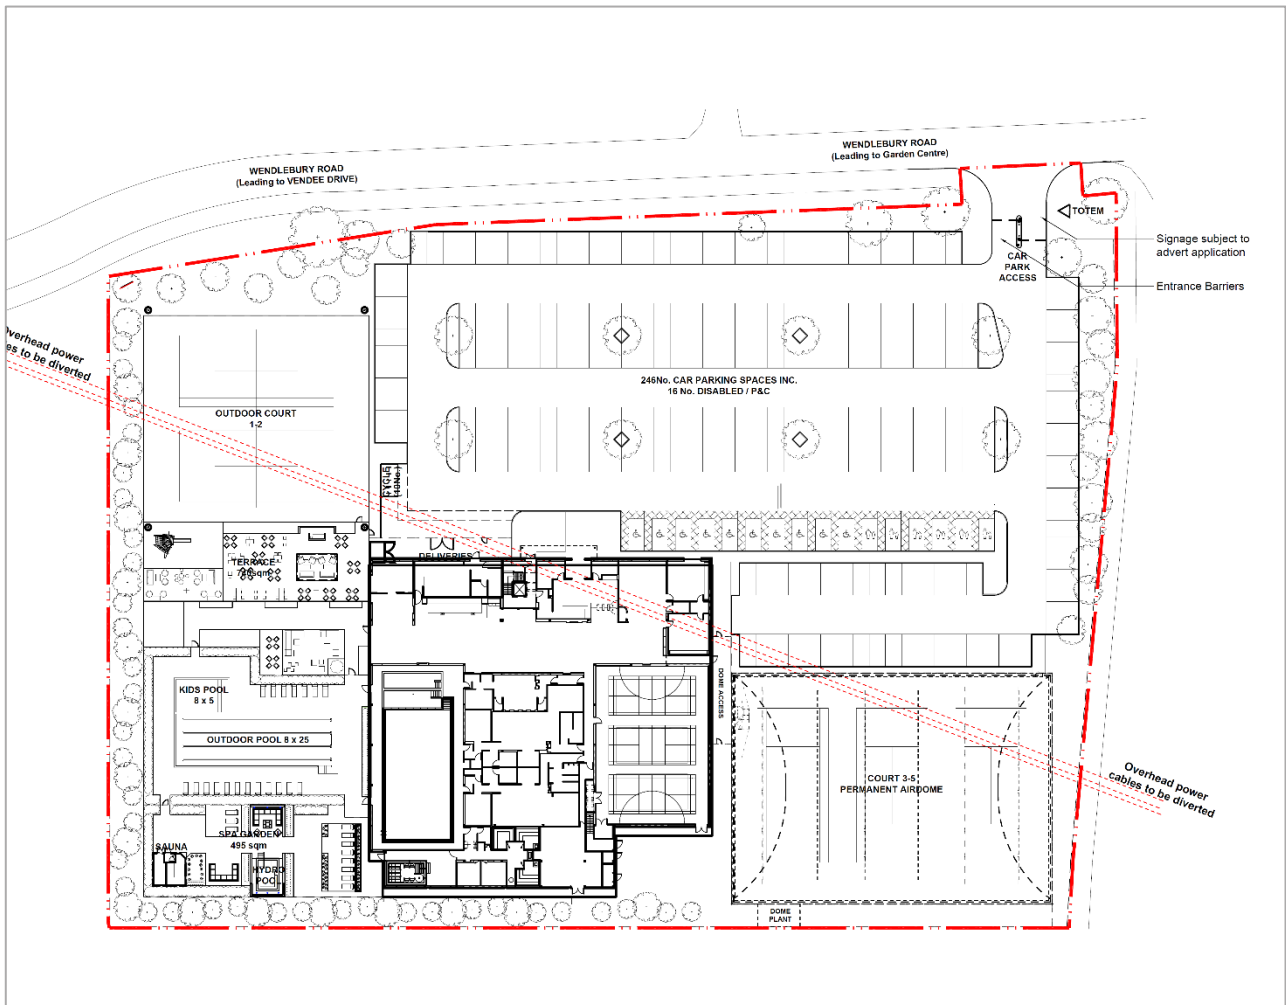 WENDLEBURY ROAD
(Leading to Garden Centre)
WENDLEBURY ROAD
(Leading to VENDEE DRIVE)
TOTEM
Signage subject to
advert application
CAR
PARK
ACCESS
Entrance Barriers
Overhead power
cables to be diverted
246No. CAR PARKING SPACES INC.
16 No. DISABLED / P&C
OUTDOOR COURT
1-2
CYCLE
DELIVERIES
TERRACE
KIDS POOL
8 x 5
OUTDOOR POOL 8 x 25
DOME ACCESS
COURT 3-5
PERMANENT AIRDOME
Overhead power
cables to be diverted
SPA GARDEN
495 sqm
SAUNA
HYDRO
POOL
DOME
PLANT